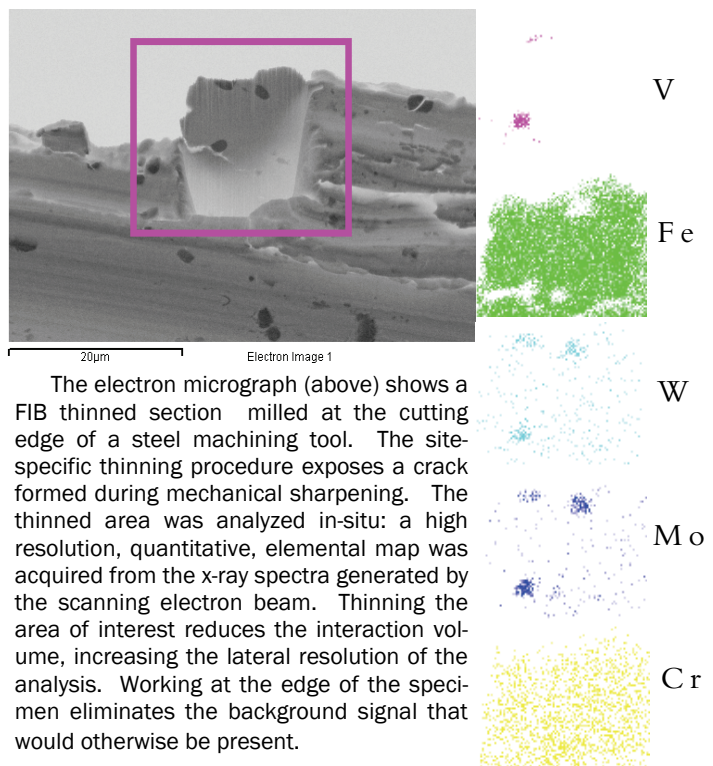 V
Fe
W
Mo
Cr
20µm
Electron Image 1
The electron micrograph (above) shows a
FIB thinned section milled at the cutting
edge of a steel machining tool. The site-
specific thinning procedure exposes a crack
formed during mechanical sharpening. The
thinned area was analyzed in-situ: a high
resolution, quantitative, elemental map was
acquired from the x-ray spectra generated by
the scanning electron beam. Thinning the
area of interest reduces the interaction vol-
ume, increasing the lateral resolution of the
analysis. Working at the edge of the speci-
men eliminates the background signal that
would otherwise be present.